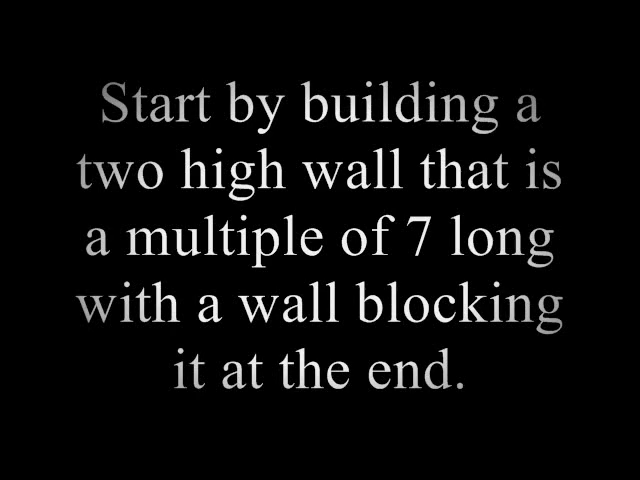 Start by building a
two high wall that is
a multiple of 7 long
with a wall blocking
it at the end.